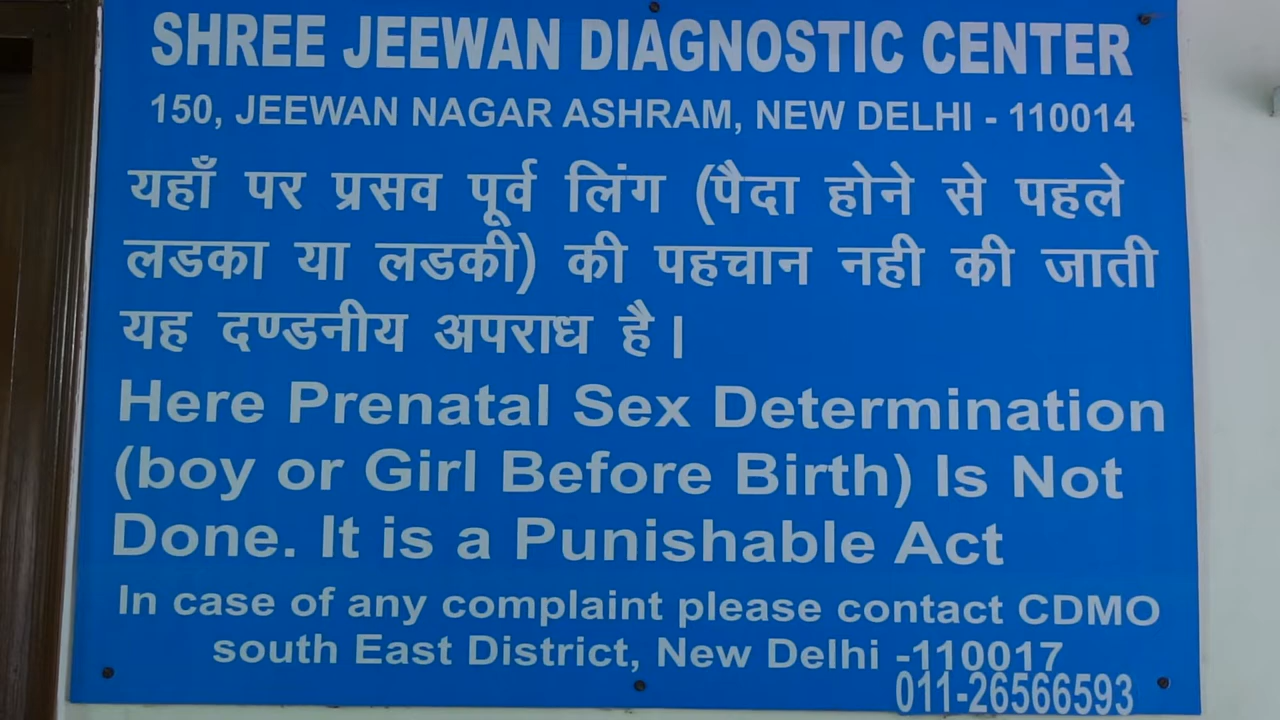 SHREE JEEWAN DIAGNOSTIC CENTER
150, JEEWAN NAGAR ASHRAM, NEW DELHI - 110014
यहाँ पर प्रसव पूर्व लिंग (पैदा होने से पहले
लडका या लडकी) की पहचान नही की जाती
यह दण्डनीय अपराध है।
Here Prenatal Sex Determination
(boy or Girl Before Birth) Is Not
Done. It is a Punishable Act
In case of any complaint please contact CDMO
south East District, New Delhi -110017
011-26566593